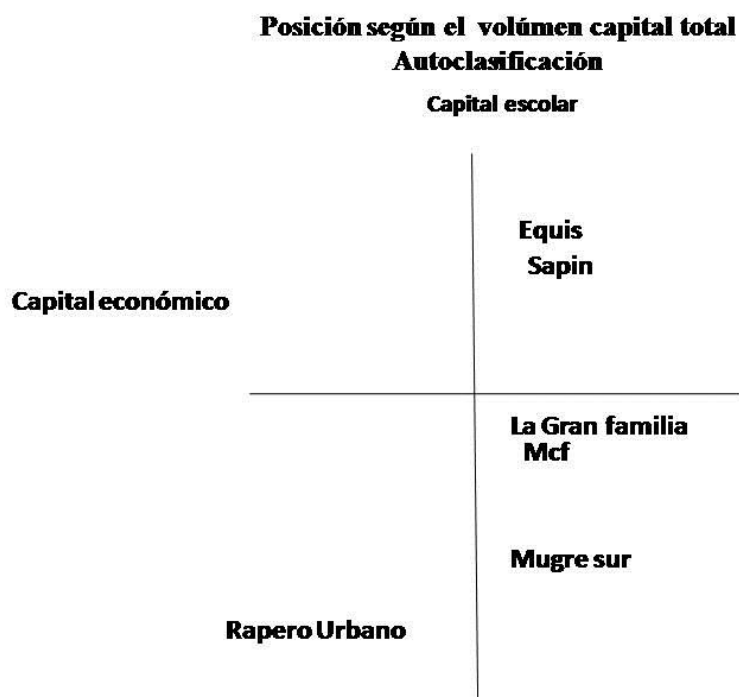 Posición según el volúmen capital total
Autoclasificación
Capital escolar
Equis
Sapin
Capital económico
La Gran familia
Mcf
Mugre sur
Rapero Urbano